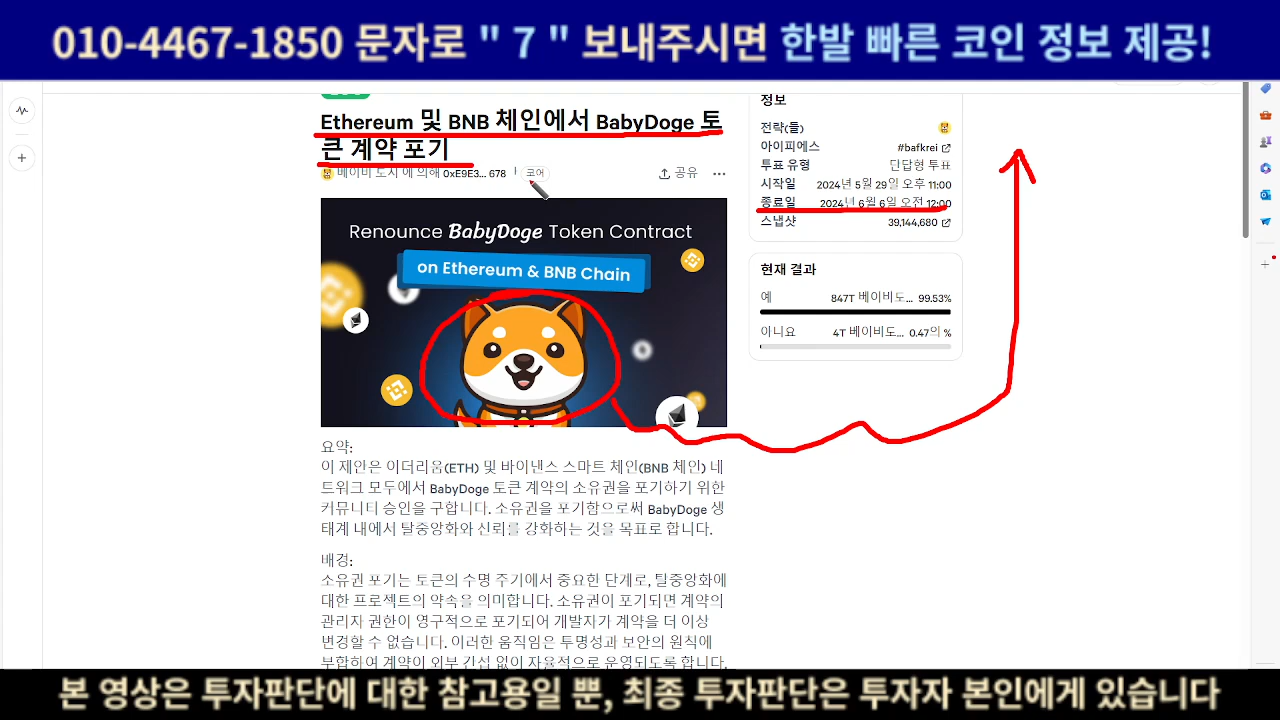 010-4467-1850 문자로 " 7 " 보내주시면 한발 빠른 코인 정보 제공!
Ethereum 및 BNB 체인에서 BabyDoge 토
큰 계약 포기
베이비 도지 에 의해 0xE9E3... 678
코어
공유
Renounce BabyDoge Token Contract
on Ethereum & BNB Chain
요약:
이 제안은 이더리움(ETH) 및 바이낸스 스마트 체인(BNB 체인) 네
트워크 모두에서 BabyDoge 토큰 계약의 소유권을 포기하기 위한
커뮤니티 승인을 구합니다. 소유권을 포기함으로써 BabyDoge 생
태계 내에서 탈중앙화와 신뢰를 강화하는 것을 목표로 합니다.
배경:
소유권 포기는 토큰의 수명 주기에서 중요한 단계로, 탈중앙화에
대한 프로젝트의 약속을 의미합니다. 소유권이 포기되면 계약의
관리자 권한이 영구적으로 포기되어 개발자가 계약을 더 이상
변경할 수 없습니다. 이러한 움직임은 투명성과 보안의 원칙에
부합하여 계약이 외부 간섭 없이 자율적으로 운영되도록 합니다.
정보
전략(들)
아이피에스 #bafkrei
투표 유형 단답형 투표
시작일 2024년 5월 29일 오후 11:00
종료일 2024년 6월 6일 오전 12:00
스냅샷 39,144,680
현재 결과
예 847T 베이비도... 99.53%
아니요 4T 베이비도... 0.47의 %
본 영상은 투자판단에 대한 참고용일 뿐, 최종 투자판단은 투자자 본인에게 있습니다